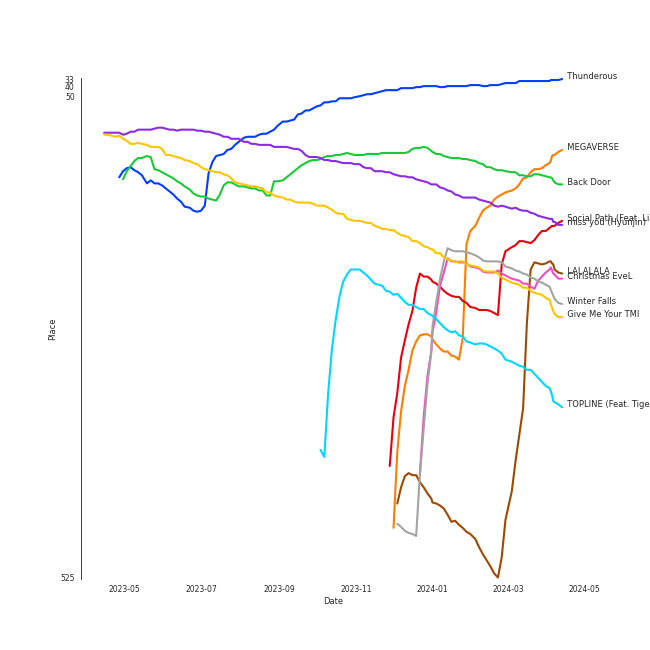 33
40
50
525
Place
2023-05
2023-07
2023-09
2023-11
2024-01
2024-03
2024-05
Date
Thunderous
MEGAVERSE
Back Door
Social Path (Feat. Li
miss you (Hyunjin)
LALALALA
Christmas EveL
Winter Falls
Give Me Your TMI
TOPLINE (Feat. Tige